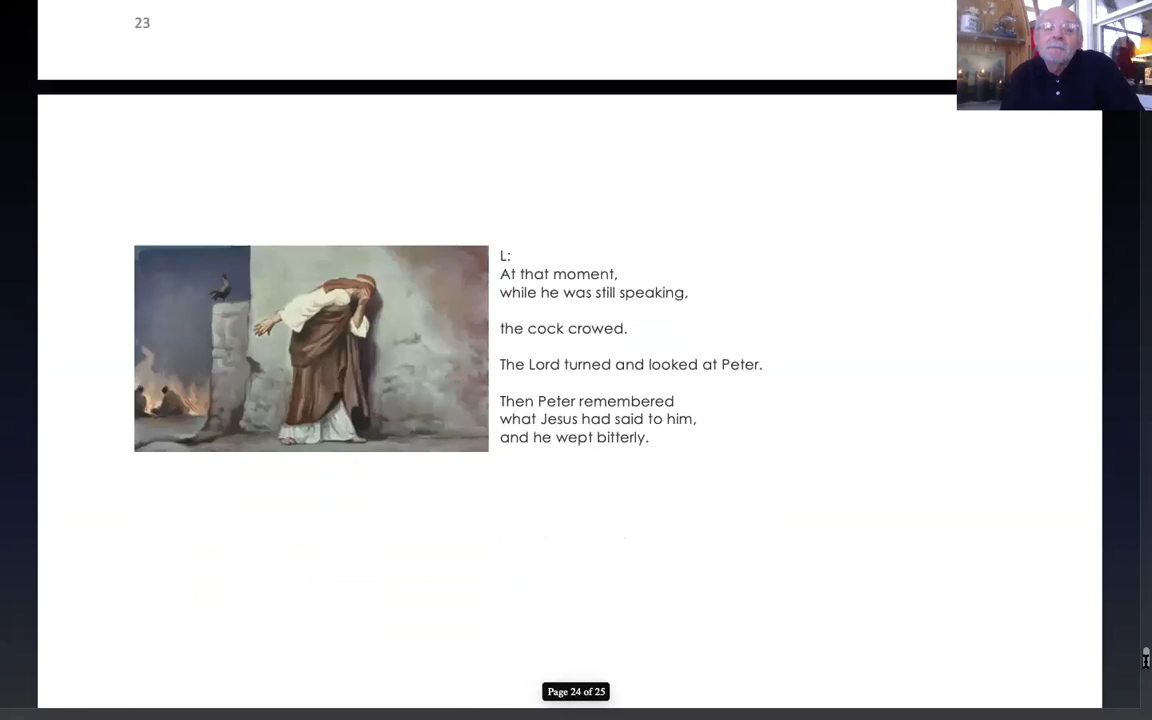 23
L:
At that moment,
while he was still speaking,
the cock crowed.
The Lord turned and looked at Peter.
Then Peter remembered
what Jesus had said to him,
and he wept bitterly.
Page 24 of 25